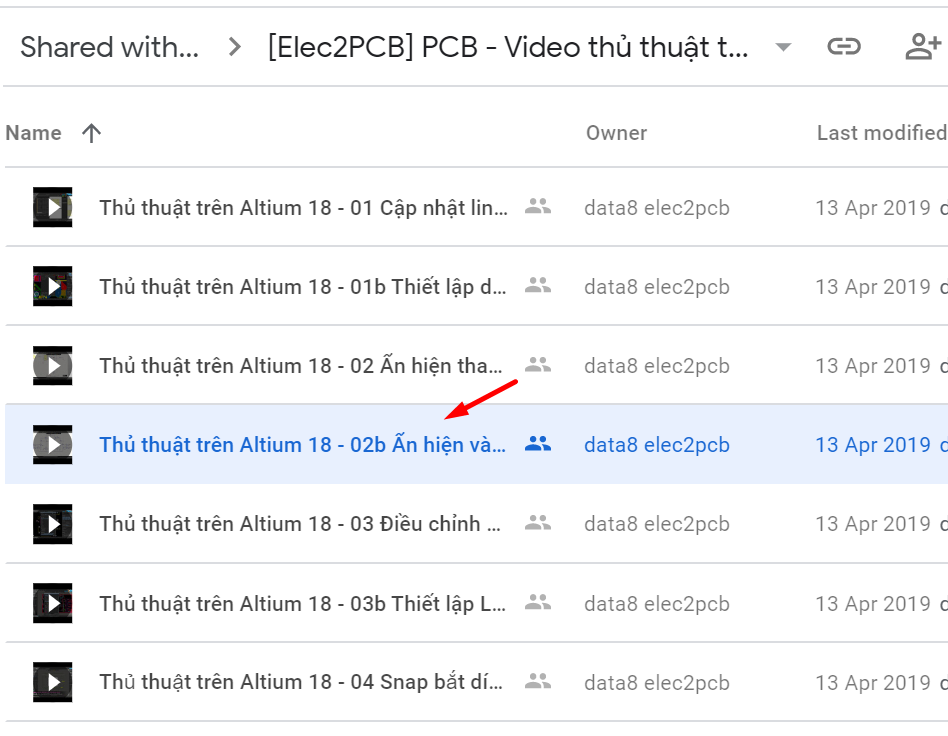 Shared with... > [Elec2PCB] PCB - Video thủ thuật t...
Name Owner Last modified
Thủ thuật trên Altium 18 - 01 Cập nhật lin... data8 elec2pcb 13 Apr 2019
Thủ thuật trên Altium 18 - 01b Thiết lập d... data8 elec2pcb 13 Apr 2019
Thủ thuật trên Altium 18 - 02 Ẩn hiện tha... data8 elec2pcb 13 Apr 2019
Thủ thuật trên Altium 18 - 02b Ẩn hiện và... data8 elec2pcb 13 Apr 2019
Thủ thuật trên Altium 18 - 03 Điều chỉnh ... data8 elec2pcb 13 Apr 2019
Thủ thuật trên Altium 18 - 03b Thiết lập L... data8 elec2pcb 13 Apr 2019
Thủ thuật trên Altium 18 - 04 Snap bắt dí... data8 elec2pcb 13 Apr 2019